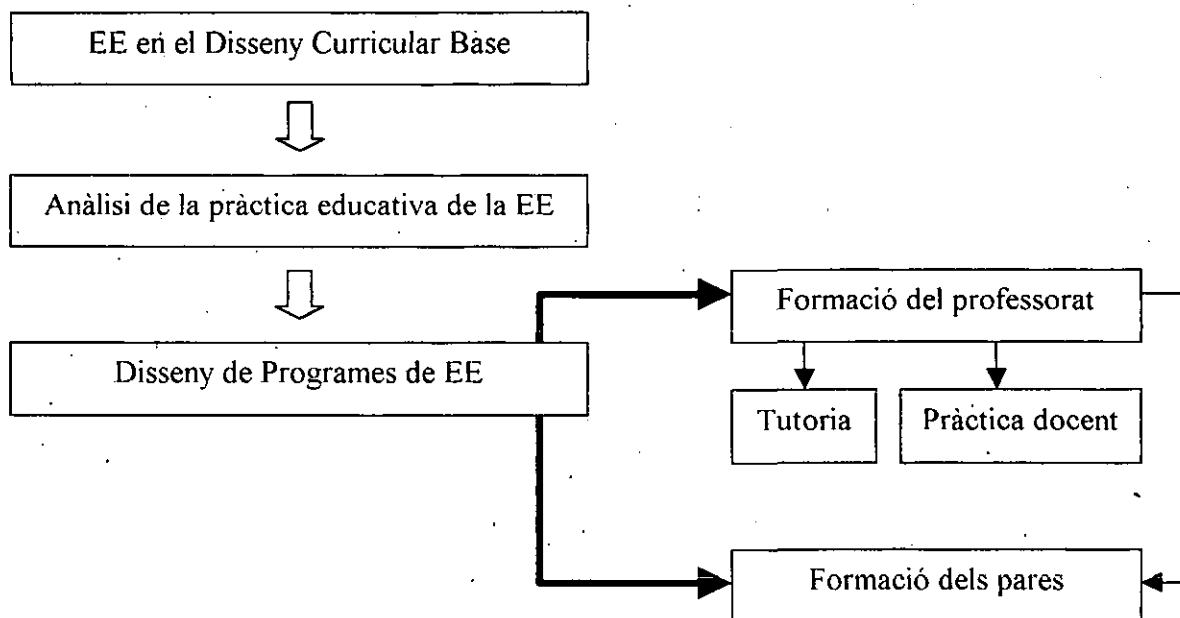 EE en el Disseny Curricular Base
Anàlisi de la pràctica educativa de la EE
Disseny de Programes de EE
Formació del professorat
Tutoria
Pràctica docent
Formació dels pares